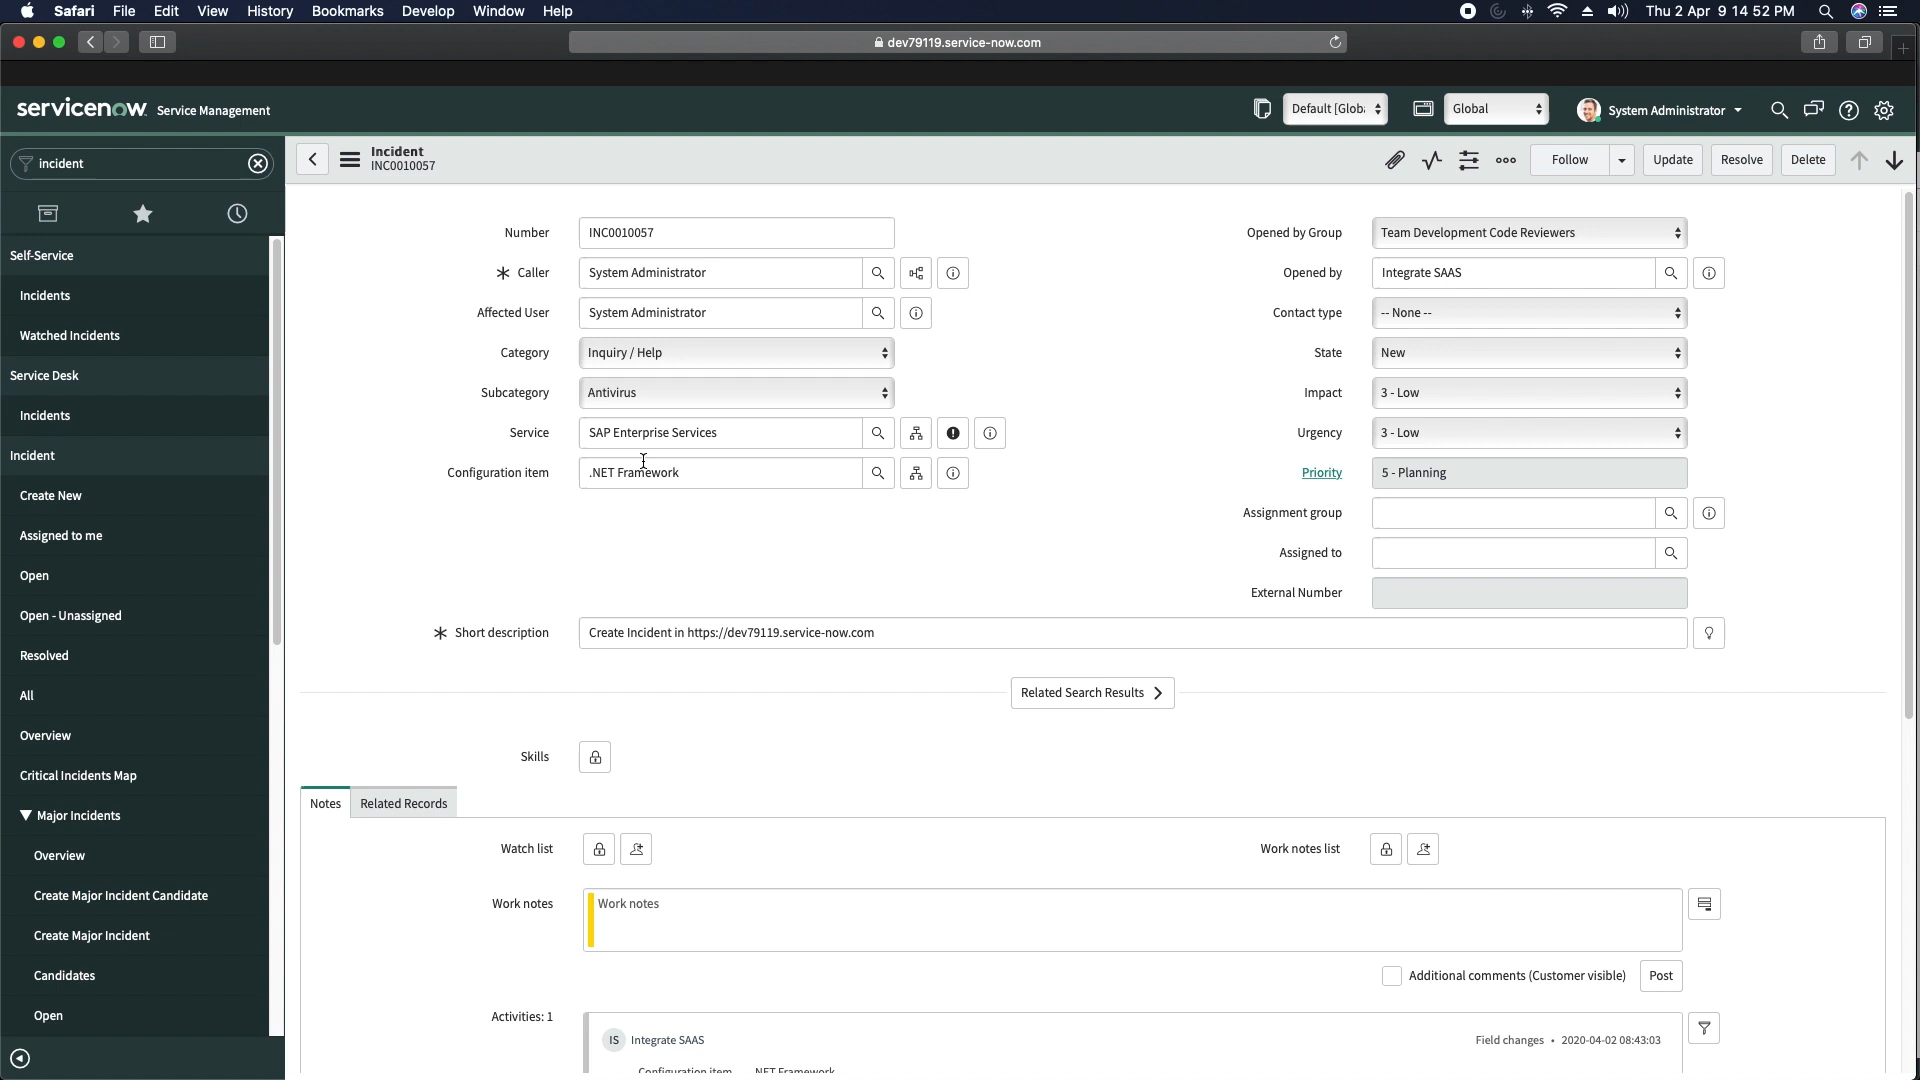 Safari File Edit View History Bookmarks Develop Window Help
Thu 2 Apr 9 14 52 PM
dev79119.service-now.com
servicenow Service Management
Default [Globa
Global
System Administrator
incident
Incident
INC0010057
Follow
Update
Resolve
Delete
Self-Service
Incidents
Watched Incidents
Service Desk
Incidents
Incident
Create New
Assigned to me
Open
Open - Unassigned
Resolved
All
Overview
Critical Incidents Map
Major Incidents
Overview
Create Major Incident Candidate
Create Major Incident
Candidates
Open
Number INC0010057
Caller System Administrator
Affected User System Administrator
Category Inquiry / Help
Subcategory Antivirus
Service SAP Enterprise Services
Configuration item .NET Framework
Opened by Group Team Development Code Reviewers
Opened by Integrate SAAS
Contact type -- None --
State New
Impact 3 - Low
Urgency 3 - Low
Priority 5 - Planning
Assignment group
Assigned to
External Number
Short description Create Incident in https://dev79119.service-now.com
Related Search Results
Skills
Notes Related Records
Watch list
Work notes list
Work notes Work notes
Additional comments (Customer visible) Post
Activities: 1
IS Integrate SAAS Field changes • 2020-04-02 08:43:03
Configuration item .NET Framework